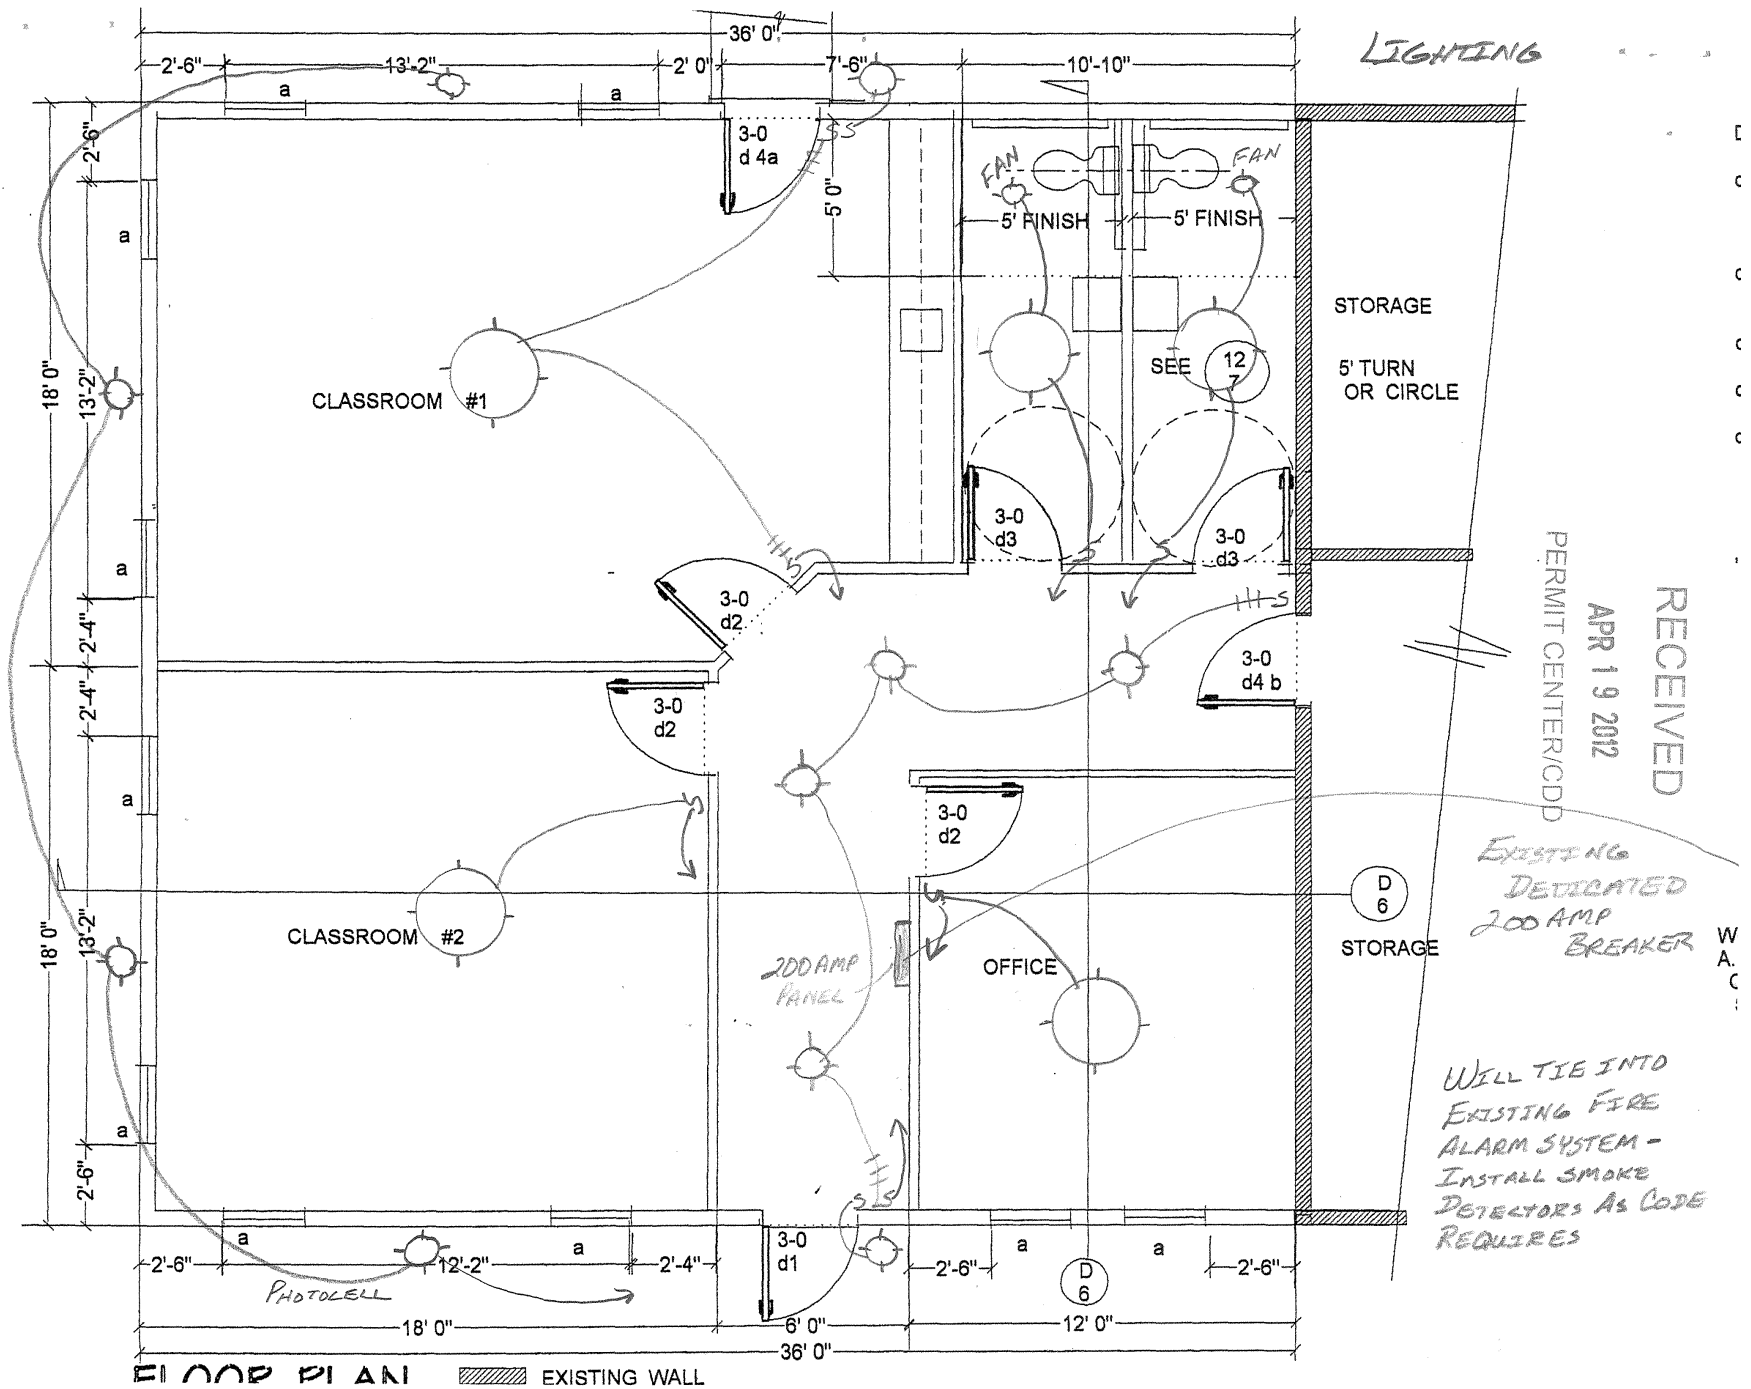 36' 0"
LIGHTING
2'-6"
13'-2"
2' 0"
7'-6"
10'-10"
a
a
2'-6"
3-0
d 4a
SS
FAN
FAN
5' 0"
5' FINISH
5' FINISH
a
STORAGE
5' TURN
OR CIRCLE
SEE
12
7
18' 0"
13'-2"
CLASSROOM #1
3-0
d3
3-0
d3
a
S
S
S
S
3-0
d2
2'-4"
3-0
d4 b
RECEIVED
APR 19 2012
PERMIT CENTER/CDD
2'-4"
3-0
d2
a
S
3-0
d2
EXISTING
DEDICATED
200 AMP
BREAKER
D
6
S
STORAGE
18' 0"
13'-2"
CLASSROOM #2
200 AMP
PANEL
OFFICE
W
A.
WILL TIE INTO
EXISTING FIRE
ALARM SYSTEM -
INSTALL SMOKE
DETECTORS AS CODE
REQUIRES
a
2'-6"
S S
a
a
3-0
d1
a
a
2'-6"
12'-2"
2'-4"
2'-6"
D
6
2'-6"
PHOTOCELL
18' 0"
6' 0"
12' 0"
36' 0"
FLOOR PLAN
EXISTING WALL